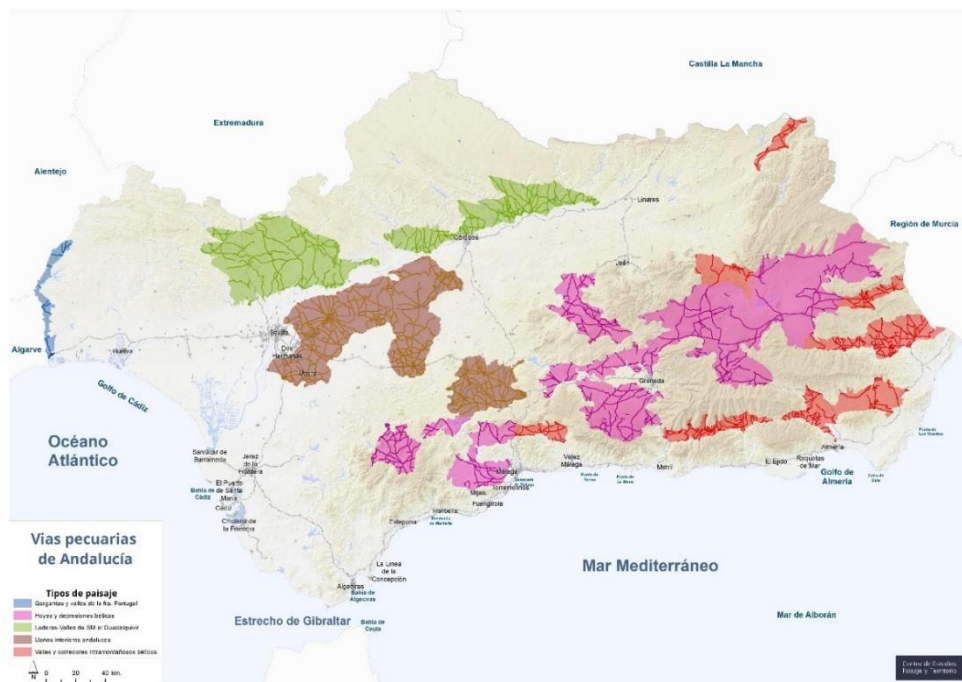 Castilla La Mancha
Extremadura
Alentejo
Región de Murcia
Linares
Córdoba
Jaén
Sevilla
Dos
Hermanas
Utrera
Huelva
Algarve
Golfo de Cádiz
Granada
Océano
Atlántico
Sanlúcar de
Barrameda
Jerez
de la
Frontera
El Puerto
de Santa
María
Bahía de
Cádiz
Cádiz
Chiclana de
la Frontera
Málaga
Torremolinos
Mijas
Fuengirola
Marbella
Estepona
Vélez
Málaga
Motril
El Ejido
Roquetas
de Mar
Almería
Golfo de
Almería
La Línea
de la
Concepción
Algeciras
Bahía de
Algeciras
Estrecho de Gibraltar
Bahía de
Ceuta
Mar Mediterráneo
Mar de Alborán
Vias pecuarias
de Andalucía
Tipos de paisaje
Gargantas y valles de la fra. Portugal
Hoyas y depresiones béticas
Laderas-Valles de SM al Guadalquivir
Llanos interiores andaluces
Valles y corredores intramontañosos béticos
N
0 20 40 Km.
Centro de Estudios
Paisaje y Territorio